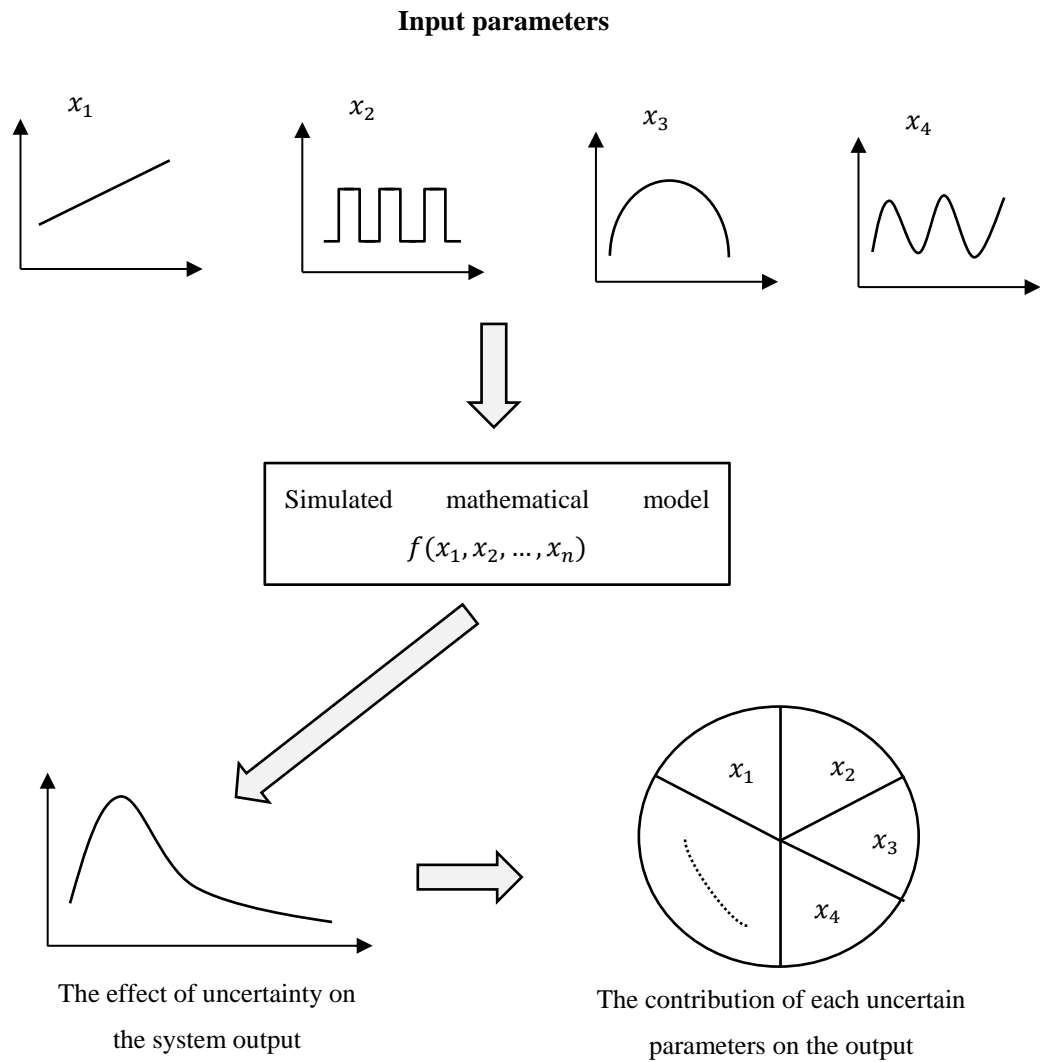 Input parameters
x₁
x₂
x₃
x₄
Simulated mathematical model
f(x₁, x₂, … , xₙ)
x₁
x₂
x₃
x₄
The effect of uncertainty on
the system output
The contribution of each uncertain
parameters on the output